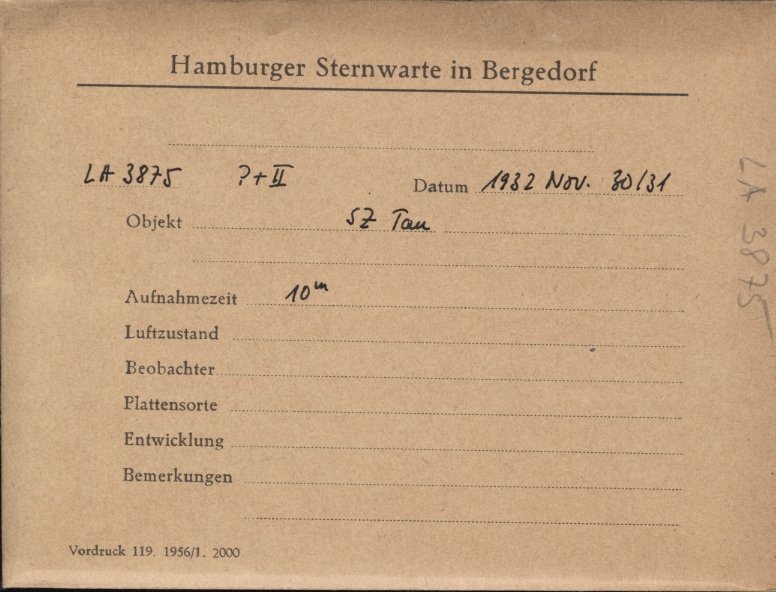 Hamburger Sternwarte in Bergedorf
LA 3875 ?+II Datum 1932 Nov. 30/31
Objekt SZ Tau
Aufnahmezeit 10m
Luftzustand
Beobachter
Plattensorte
Entwicklung
Bemerkungen
Vordruck 119. 1956/1. 2000
LA 3875